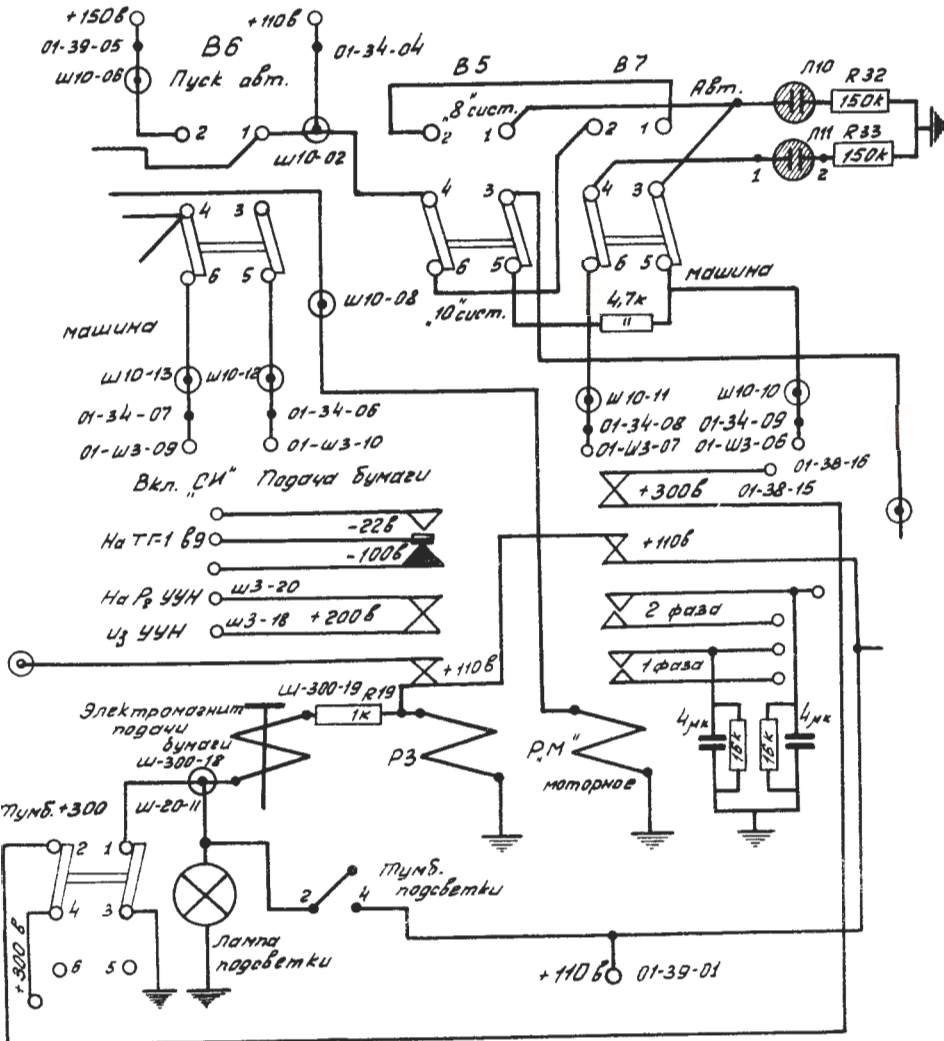 +150в
+110в
01-39-05
В6
01-34-04
Ш10-06
Пуск авт.
В5
В7
Авт.
Л10
R32
150к
„8" сист.
2
1
2
1
2
1
Ш10-02
Л11
R33
150к
1
2
4
3
4
3
4
3
6
5
6
5
6
5
машина
Ш10-08
„10" сист.
4,7к
машина
Ш10-13
Ш10-12
Ш10-11
Ш10-10
01-34-07
01-34-06
01-34-08
01-34-09
01-Ш3-09
01-Ш3-10
01-Ш3-07
01-Ш3-06
Вкл. „СИ"
Подача бумаги
01-38-16
+300в
01-38-15
-22в
На ТГ-1 в9
-100в
+110в
На Р8 УУН
Ш3-20
2 фаза
из УУН
Ш3-18
+200в
1 фаза
+110в
Ш-300-19
R19
1к
Электромагнит
подачи
бумаги
Ш-300-18
Р3
Р„М"
моторное
4мк
16к
16к
4мк
Ш-20-11
Тумб. +300
2
1
4
3
6
5
+300в
Тумб.
подсветки
2
4
Лампа
подсветки
+110в
01-39-01